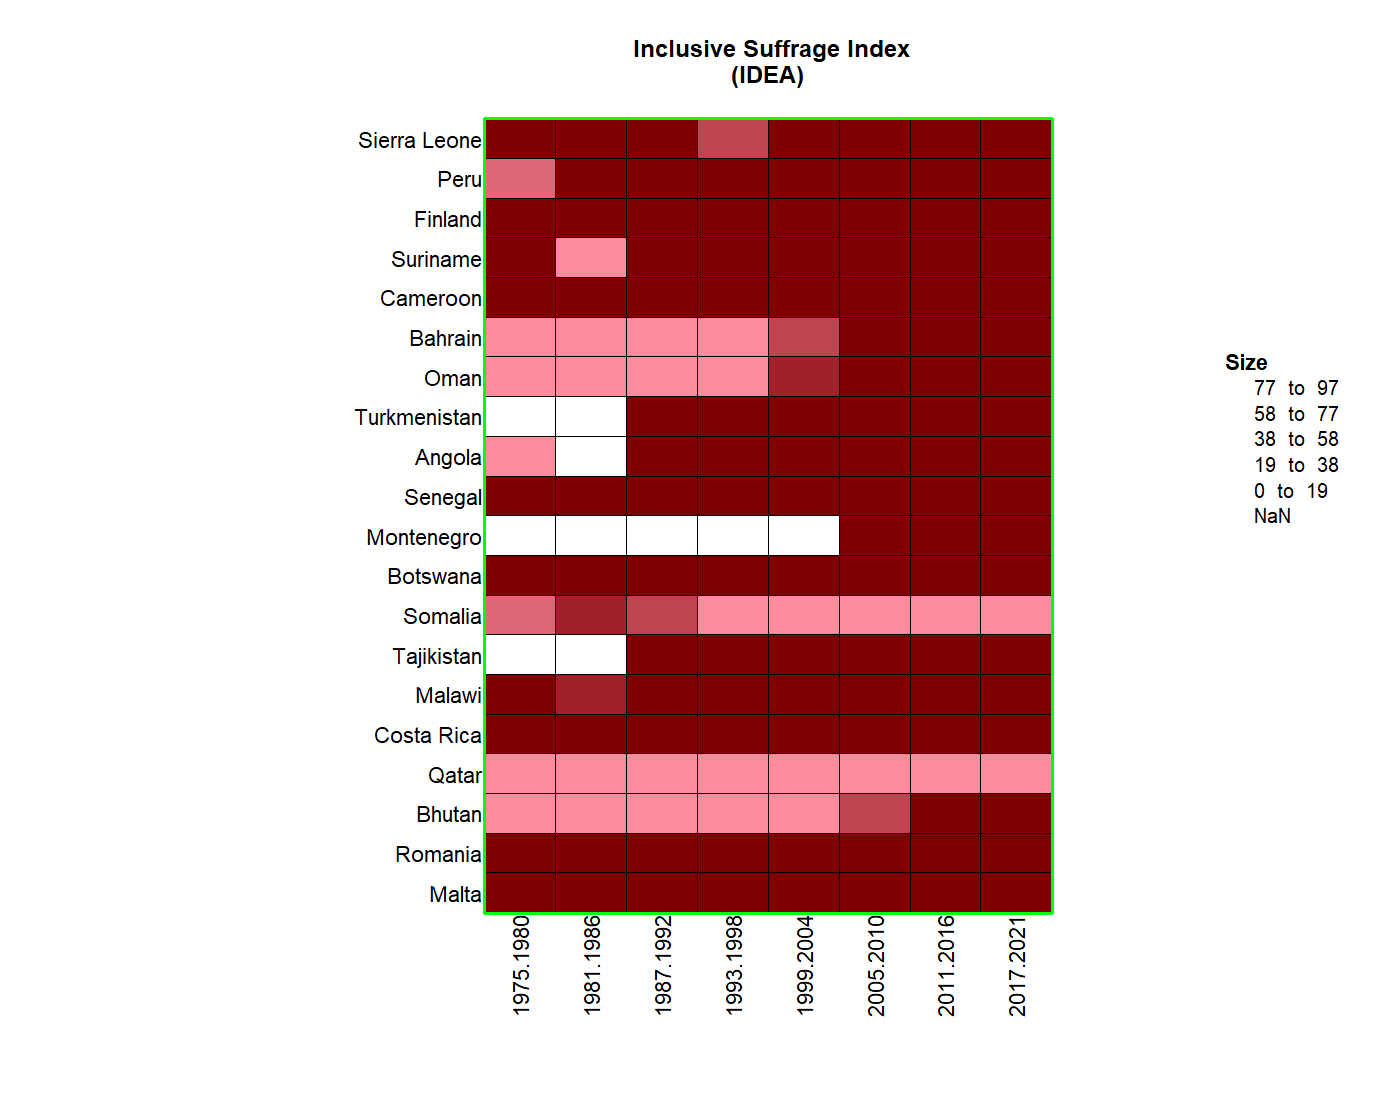 Inclusive Suffrage Index
(IDEA)
Sierra Leone
Peru
Finland
Suriname
Cameroon
Bahrain
Oman
Turkmenistan
Angola
Senegal
Montenegro
Botswana
Somalia
Tajikistan
Malawi
Costa Rica
Qatar
Bhutan
Romania
Malta
1975.1980
1981.1986
1987.1992
1993.1998
1999.2004
2005.2010
2011.2016
2017.2021
Size
77 to 97
58 to 77
38 to 58
19 to 38
0 to 19
NaN